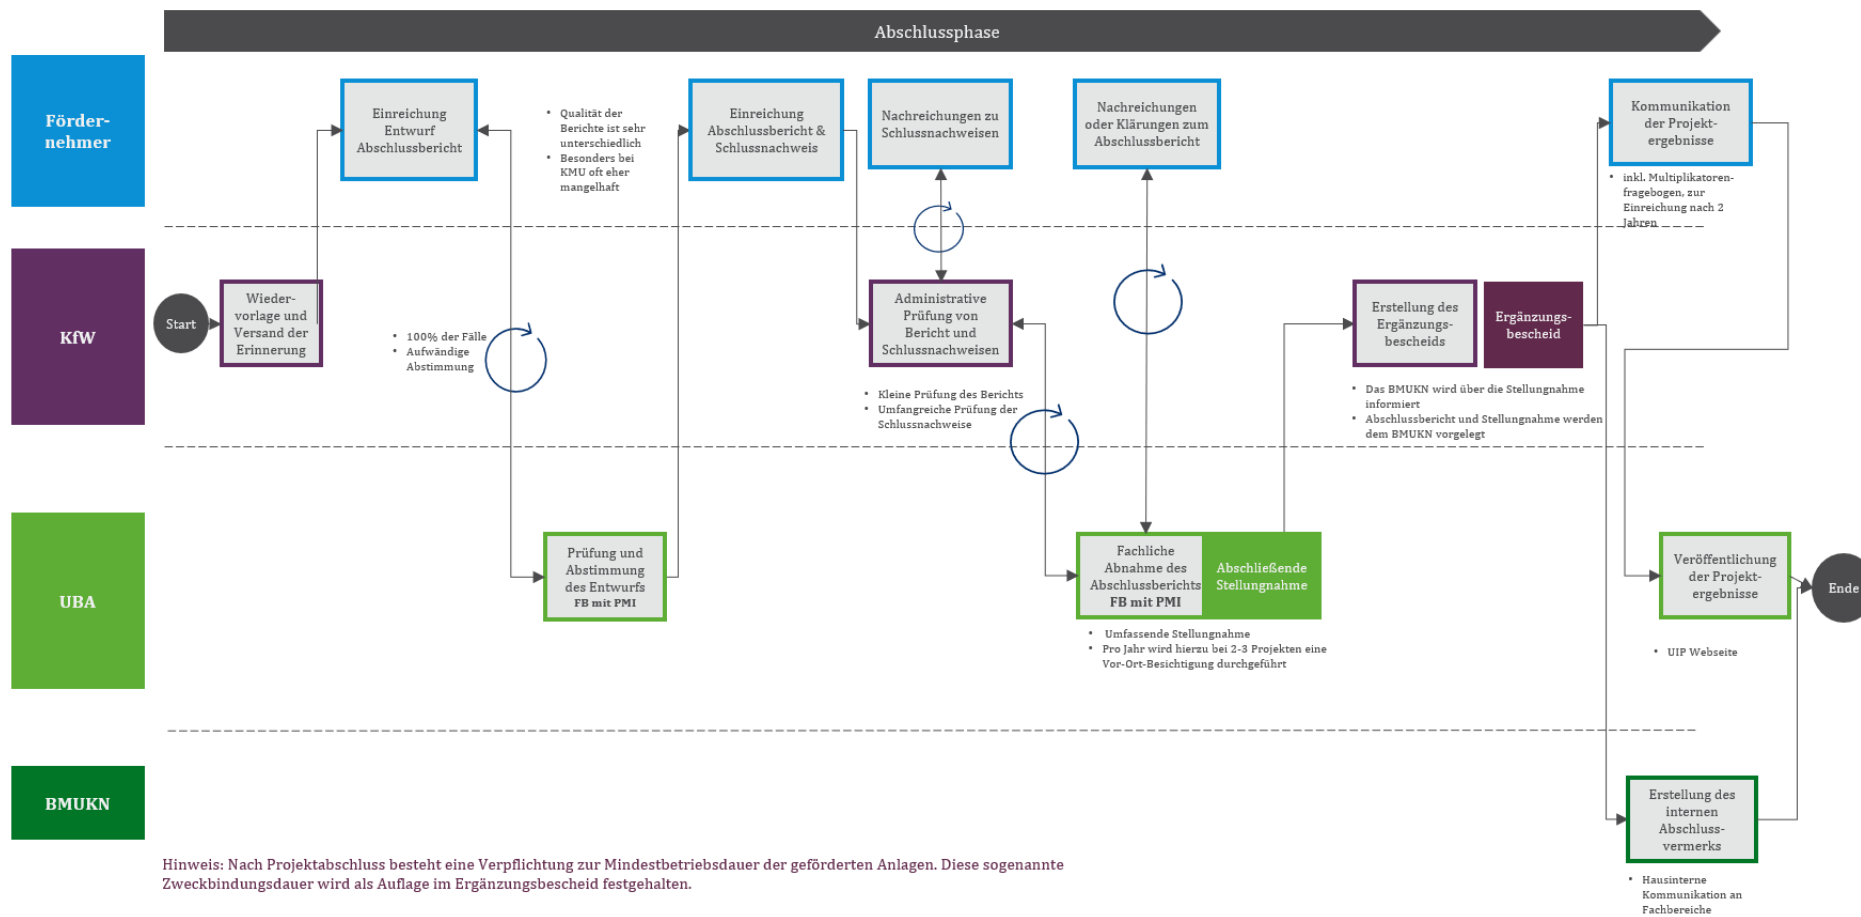 Abschlussphase
Förder-
nehmer
Einreichung
Entwurf
Abschlussbericht
• Qualität der
Berichte ist sehr
unterschiedlich
• Besonders bei
KMU oft eher
mangelhaft
Einreichung
Abschlussbericht &
Schlussnachweis
Nachreichungen zu
Schlussnachweisen
Nachreichungen
oder Klärungen zum
Abschlussbericht
Kommunikation
der Projekt-
ergebnisse
• inkl. Multiplikatoren-
fragebogen, zur
Einreichung nach 2
Jahren
KfW
Start
Wieder-
vorlage und
Versand der
Erinnerung
• 100% der Fälle
• Aufwändige
Abstimmung
Administrative
Prüfung von
Bericht und
Schlussnachweisen
• Kleine Prüfung des Berichts
• Umfangreiche Prüfung der
Schlussnachweise
Erstellung des
Ergänzungs-
bescheids
Ergänzungs-
bescheid
• Das BMUKN wird über die Stellungnahme
informiert
• Abschlussbericht und Stellungnahme werden
dem BMUKN vorgelegt
UBA
Prüfung und
Abstimmung
des Entwurfs
FB mit PMI
Fachliche
Abnahme des
Abschlussberichts
FB mit PMI
Abschließende
Stellungnahme
• Umfassende Stellungnahme
• Pro Jahr wird hierzu bei 2-3 Projekten eine
Vor-Ort-Besichtigung durchgeführt
Veröffentlichung
der Projekt-
ergebnisse
• UIP Webseite
Ende
BMUKN
Erstellung des
internen
Abschluss-
vermerks
• Hausinterne
Kommunikation an
Fachbereiche
Hinweis: Nach Projektabschluss besteht eine Verpflichtung zur Mindestbetriebsdauer der geförderten Anlagen. Diese sogenannte
Zweckbindungsdauer wird als Auflage im Ergänzungsbescheid festgehalten.